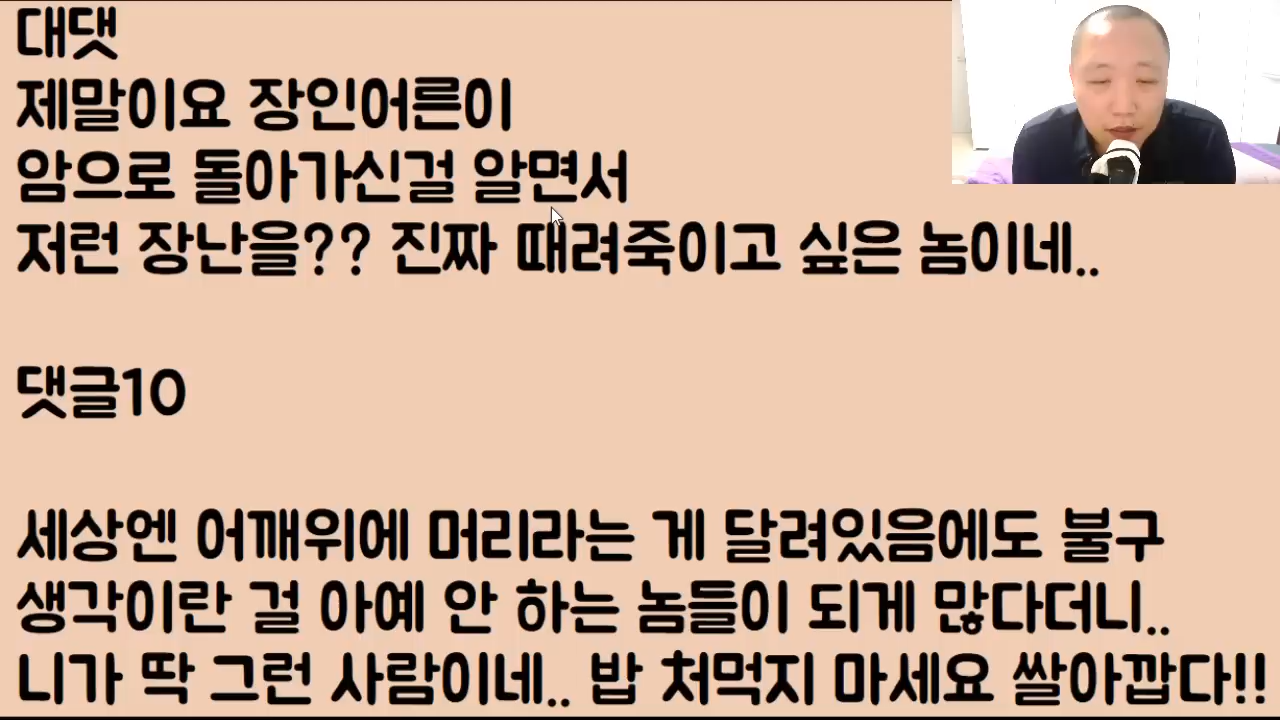 대댓
제말이요 장인어른이
암으로 돌아가신걸 알면서
저런 장난을?? 진짜 때려죽이고 싶은 놈이네..
댓글10
세상엔 어깨위에 머리라는 게 달려있음에도 불구
생각이란 걸 아예 안 하는 놈들이 되게 많다더니..
니가 딱 그런 사람이네.. 밥 처먹지 마세요 쌀아깝다!!